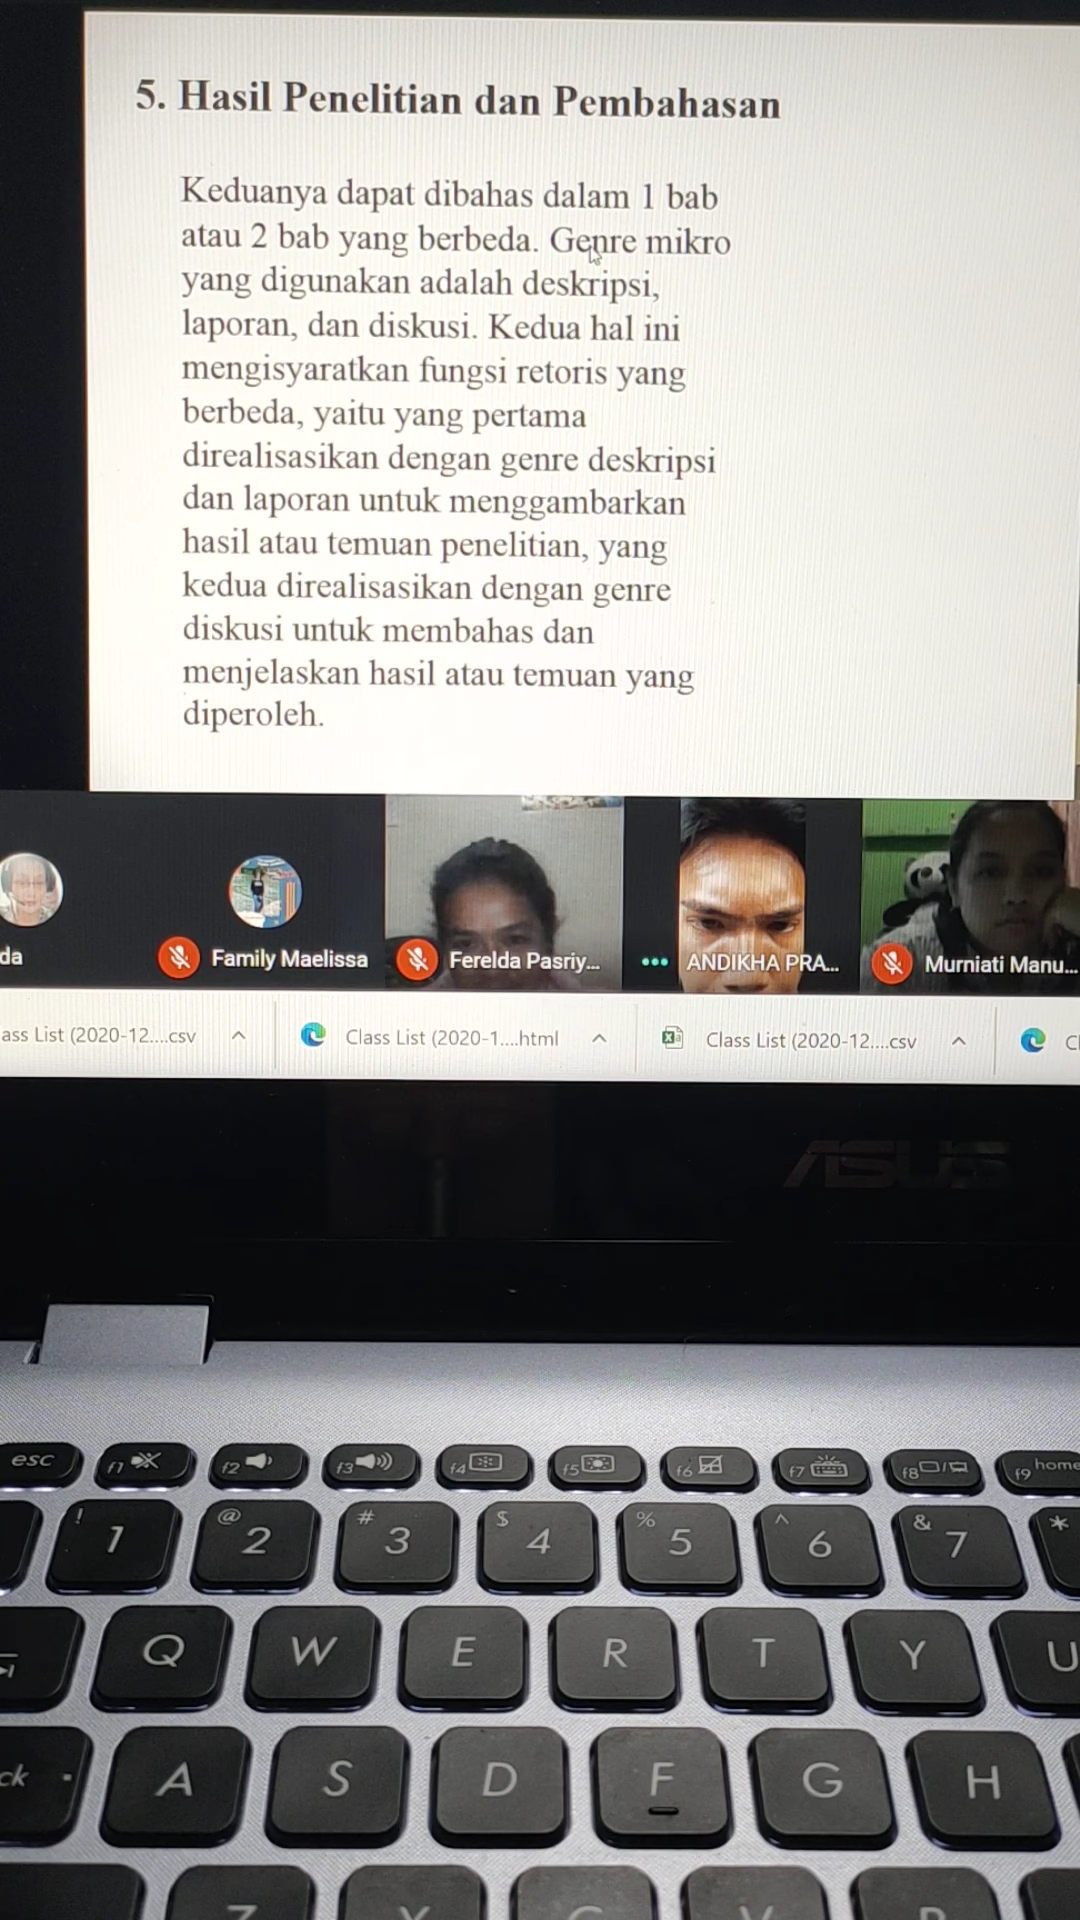 5. Hasil Penelitian dan Pembahasan
Keduanya dapat dibahas dalam 1 bab
atau 2 bab yang berbeda. Genre mikro
yang digunakan adalah deskripsi,
laporan, dan diskusi. Kedua hal ini
mengisyaratkan fungsi retoris yang
berbeda, yaitu yang pertama
direalisasikan dengan genre deskripsi
dan laporan untuk menggambarkan
hasil atau temuan penelitian, yang
kedua direalisasikan dengan genre
diskusi untuk membahas dan
menjelaskan hasil atau temuan yang
diperoleh.
da Family Maelissa Ferelda Pasriy... ANDIKHA PRA... Murniati Manu...
ass List (2020-12....csv Class List (2020-1....html Class List (2020-12....csv Cl
ASUS
esc f1 f2 f3 f4 f5 f6 f7 f8 f9 home
! 1 @ 2 # 3 $ 4 % 5 ^ 6 & 7 *
Q W E R T Y U
ck A S D F G H